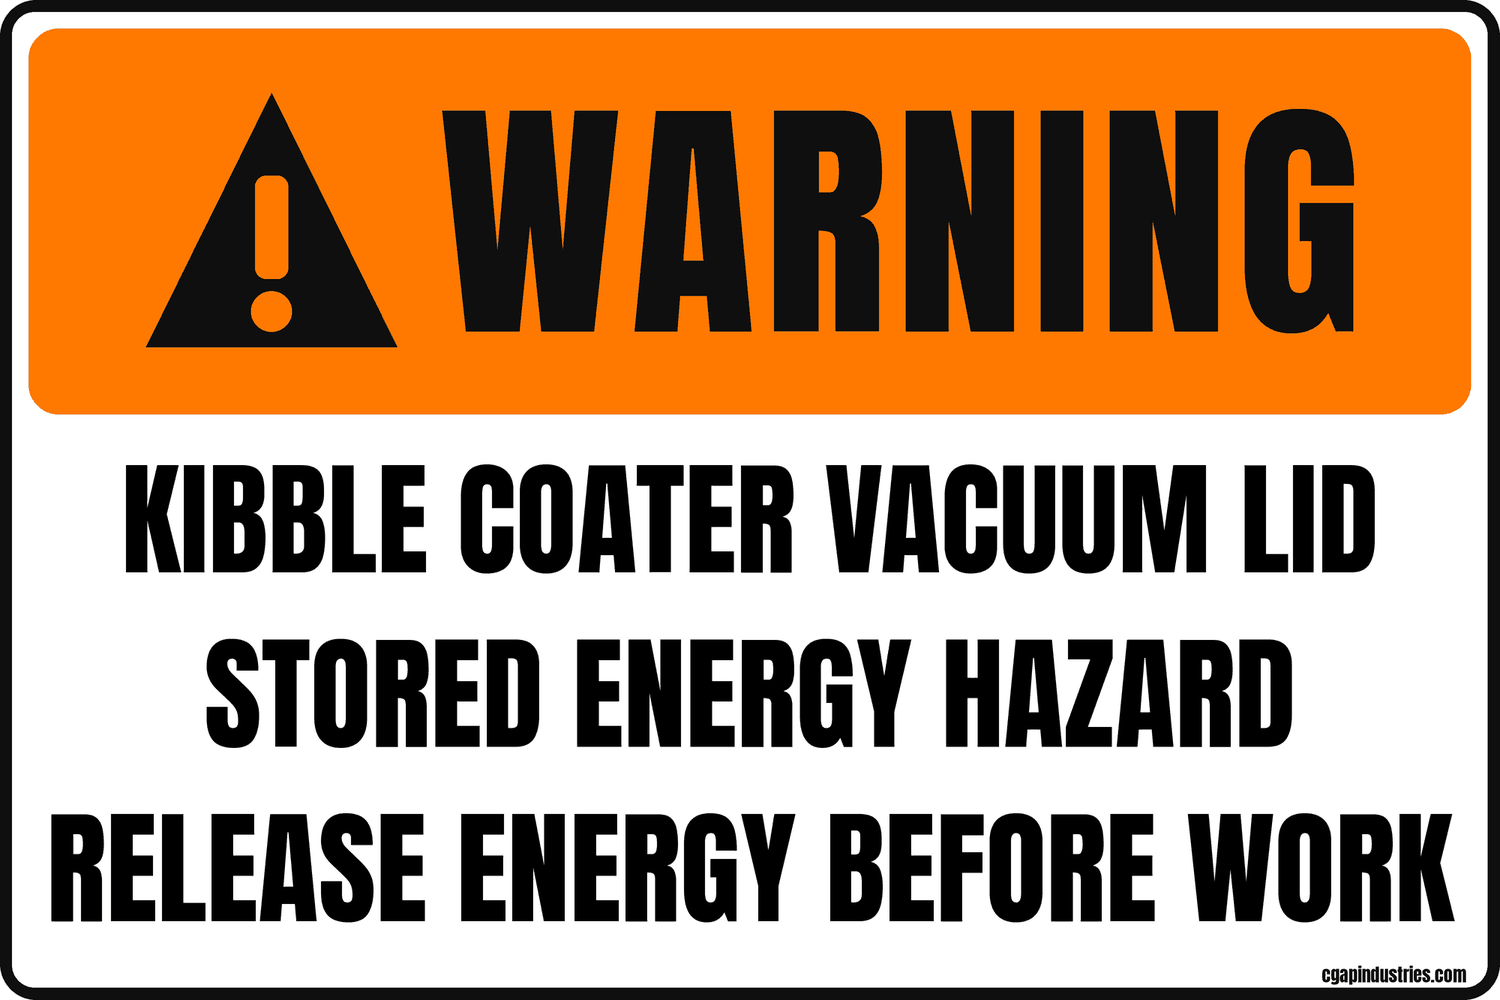 WARNING
KIBBLE COATER VACUUM LID
STORED ENERGY HAZARD
RELEASE ENERGY BEFORE WORK
cgapindustries.com